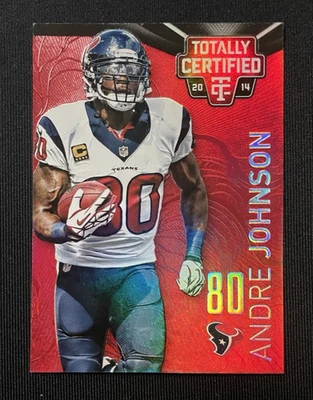 TOTALLY
CERTIFIED
20 14
ANDRE JOHNSON
C
TEXANS
80
80